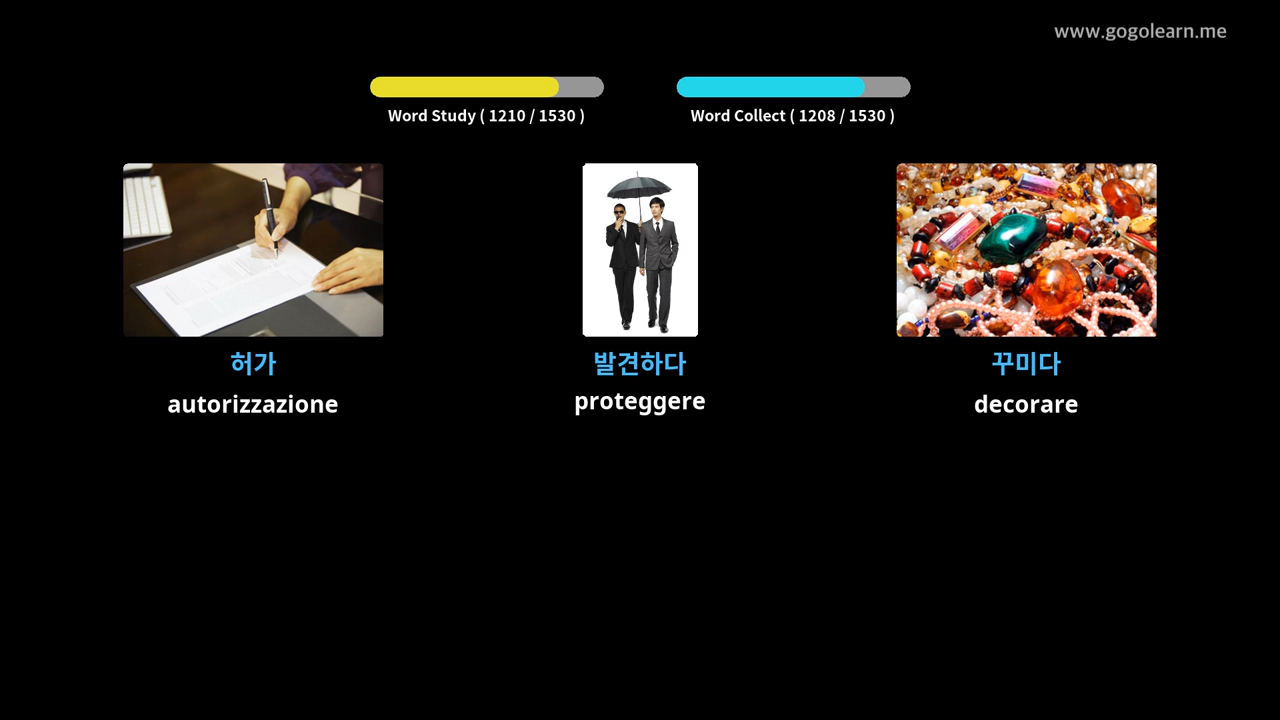 www.gogolearn.me
Word Study ( 1210 / 1530 )
Word Collect ( 1208 / 1530 )
허가
발견하다
꾸미다
autorizzazione
proteggere
decorare